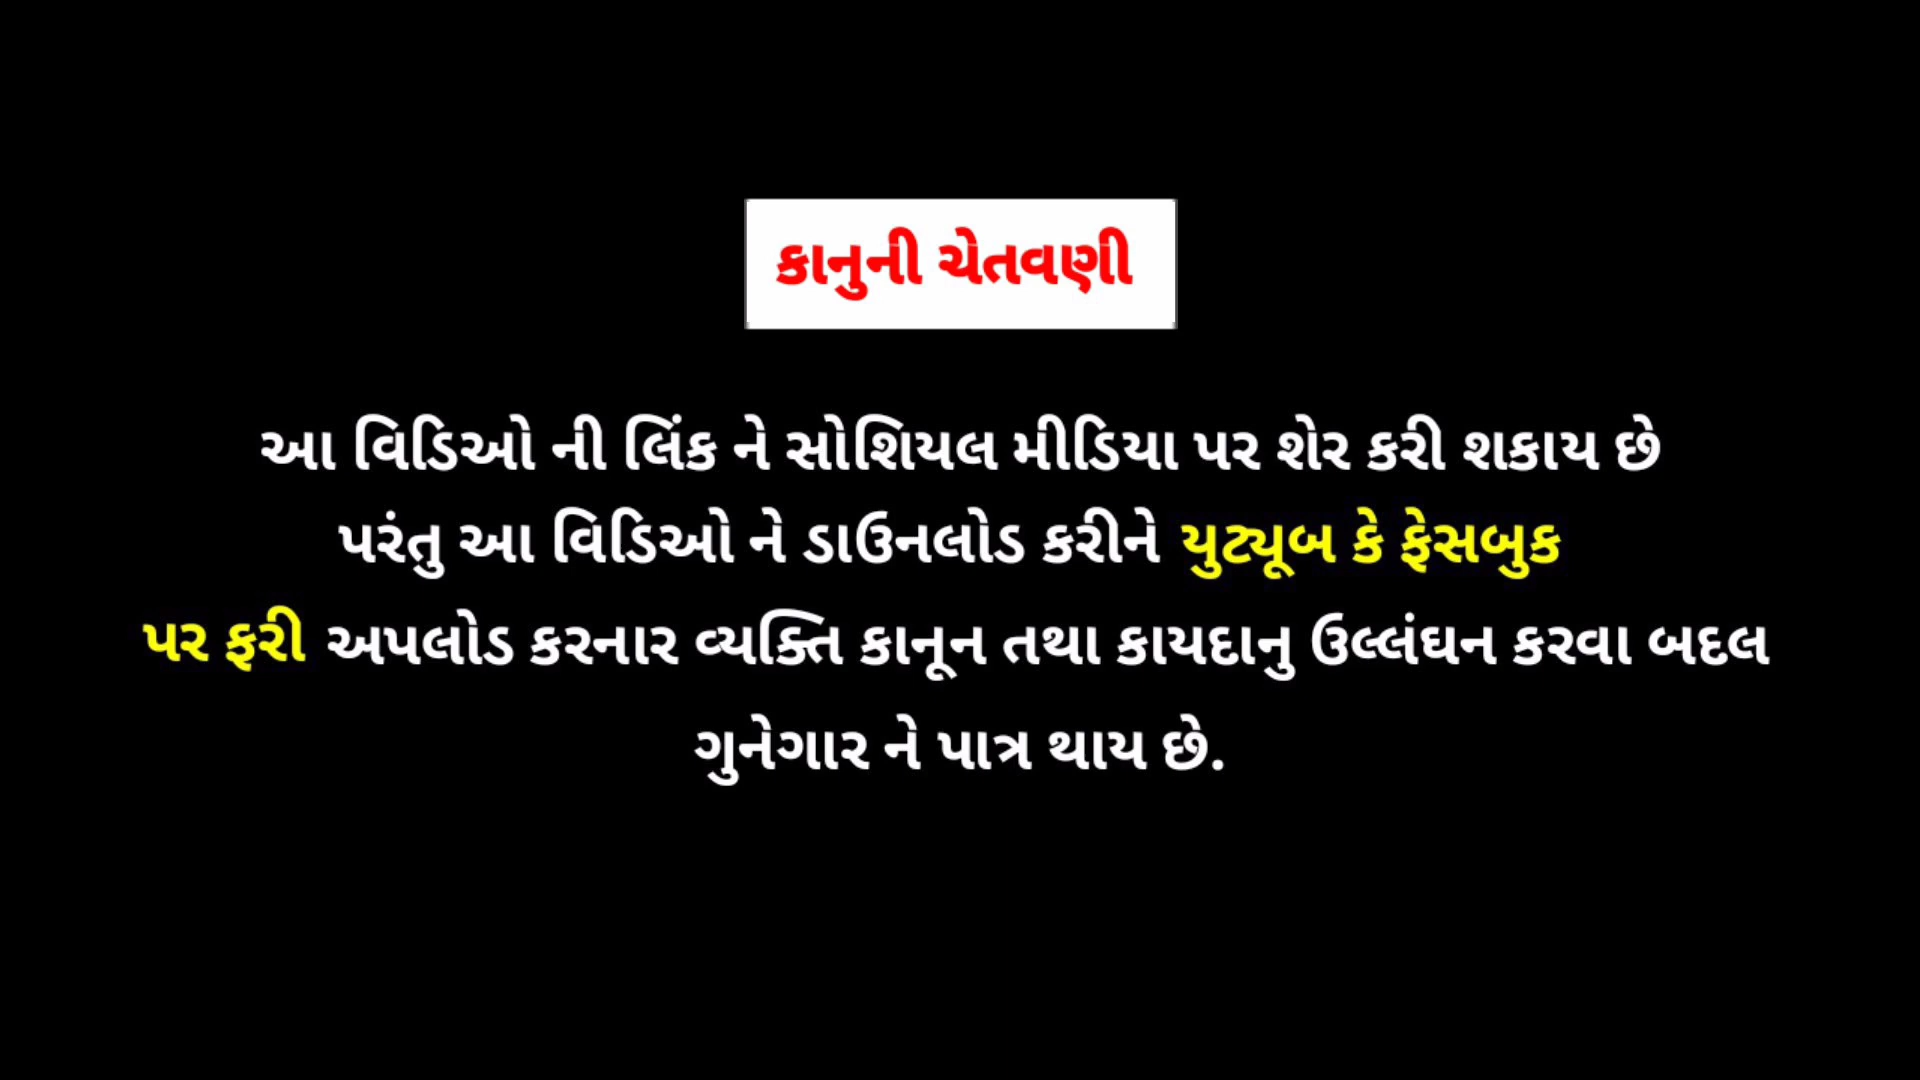 કાનુની ચેતવણી
આ વિડિઓ ની લિંક ને સોશિયલ મીડિયા પર શેર કરી શકાય છે
પરંતુ આ વિડિઓ ને ડાઉનલોડ કરીને યુટ્યૂબ કે ફેસબુક
પર ફરી અપલોડ કરનાર વ્યક્તિ કાનૂન તથા કાયદાનુ ઉલ્લંઘન કરવા બદલ
ગુનેગાર ને પાત્ર થાય છે.